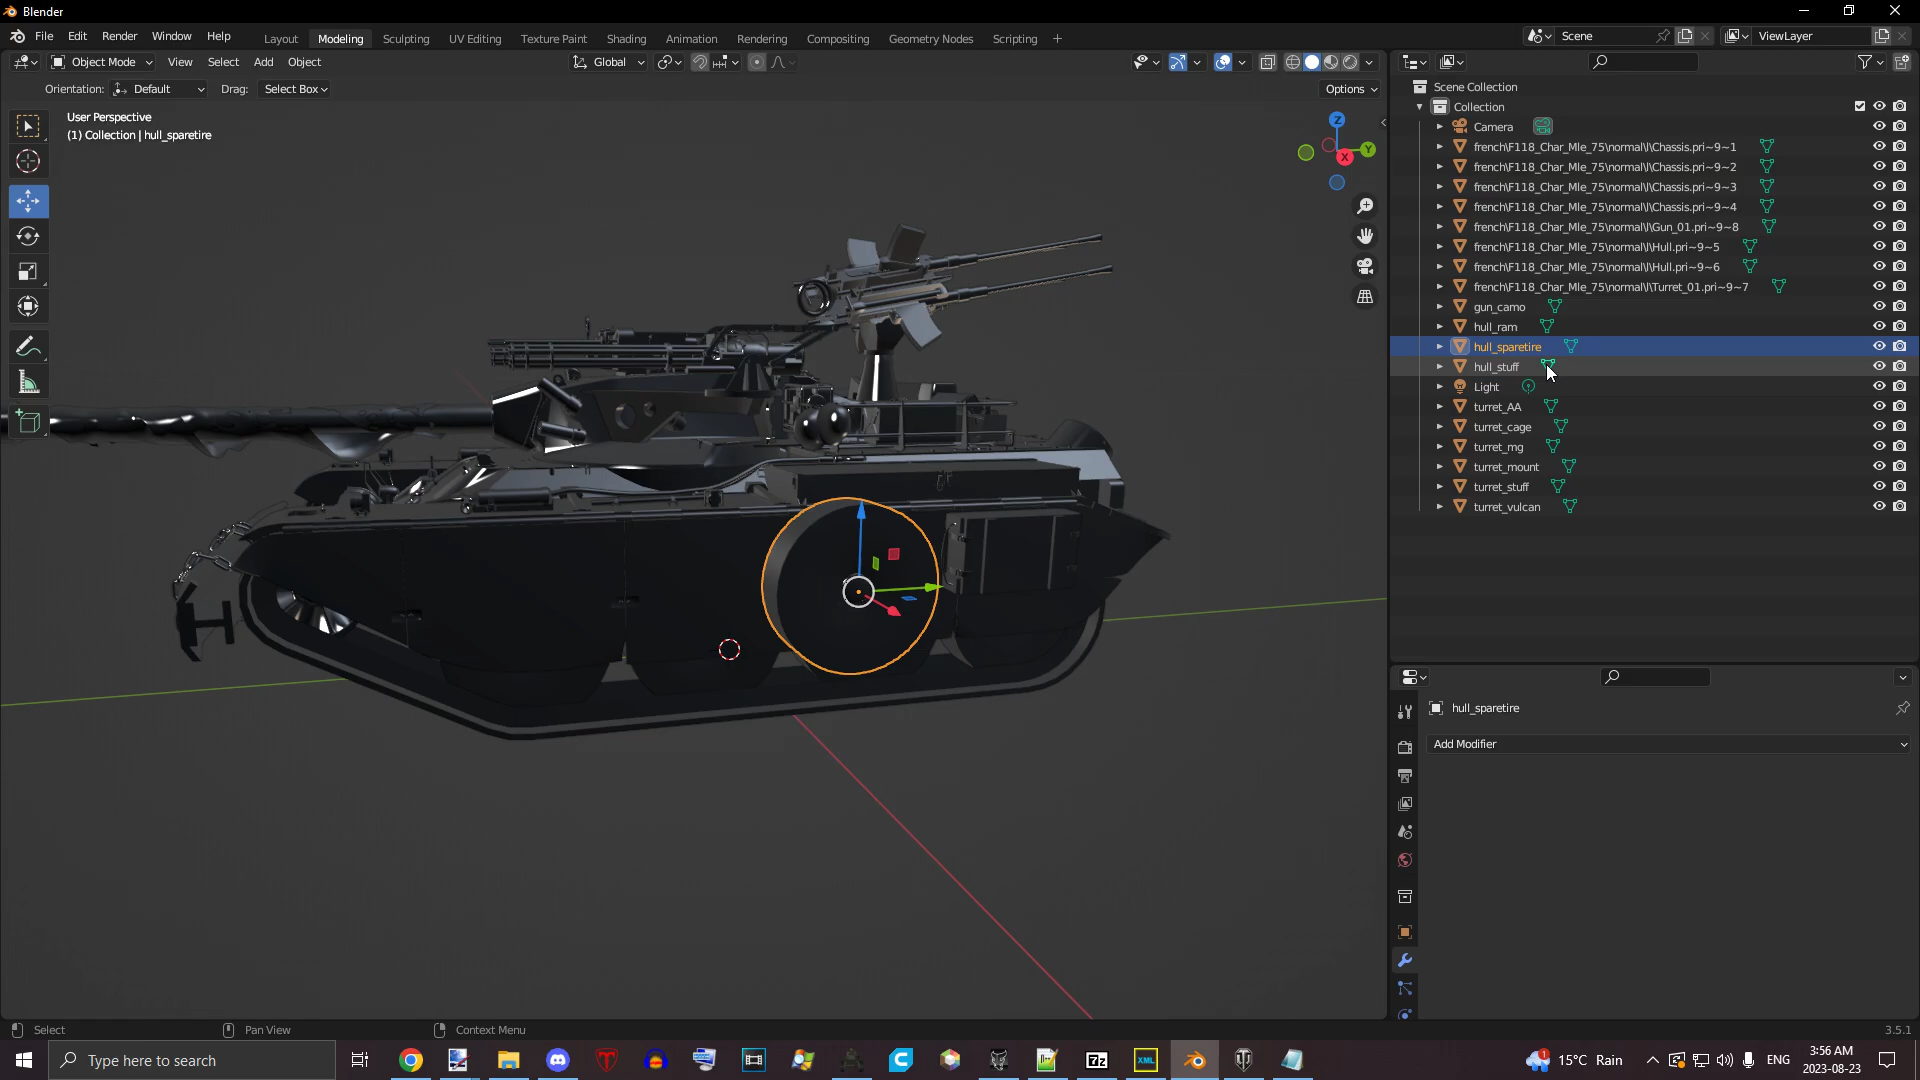 Blender
File Edit Render Window Help
Layout Modeling Sculpting UV Editing Texture Paint Shading Animation Rendering Compositing Geometry Nodes Scripting +
Scene
ViewLayer
Object Mode View Select Add Object
Global
Orientation: Default Drag: Select Box
Options
User Perspective
(1) Collection | hull_sparetire
Z
Y
X
Scene Collection
Collection
Camera
french\F118_Char_Mle_75\normal\l\Chassis.pri~9~1
french\F118_Char_Mle_75\normal\l\Chassis.pri~9~2
french\F118_Char_Mle_75\normal\l\Chassis.pri~9~3
french\F118_Char_Mle_75\normal\l\Chassis.pri~9~4
french\F118_Char_Mle_75\normal\l\Gun_01.pri~9~8
french\F118_Char_Mle_75\normal\l\Hull.pri~9~5
french\F118_Char_Mle_75\normal\l\Hull.pri~9~6
french\F118_Char_Mle_75\normal\l\Turret_01.pri~9~7
gun_camo
hull_ram
hull_sparetire
hull_stuff
Light
turret_AA
turret_cage
turret_mg
turret_mount
turret_stuff
turret_vulcan
hull_sparetire
Add Modifier
Select Pan View Context Menu
3.5.1
Type here to search
7z
XML
1
15°C Rain
ENG
3:56 AM
2023-08-23